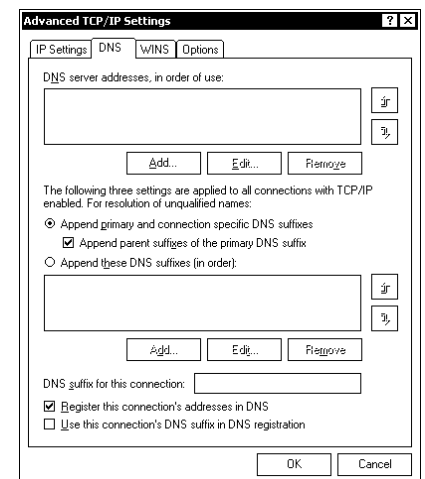 Advanced TCP/IP Settings
IP Settings DNS WINS Options
DNS server addresses, in order of use:
Add... Edit... Remove
The following three settings are applied to all connections with TCP/IP
enabled. For resolution of unqualified names:
Append primary and connection specific DNS suffixes
Append parent suffixes of the primary DNS suffix
Append these DNS suffixes (in order):
Add... Edit... Remove
DNS suffix for this connection:
Register this connection's addresses in DNS
Use this connection's DNS suffix in DNS registration
OK Cancel